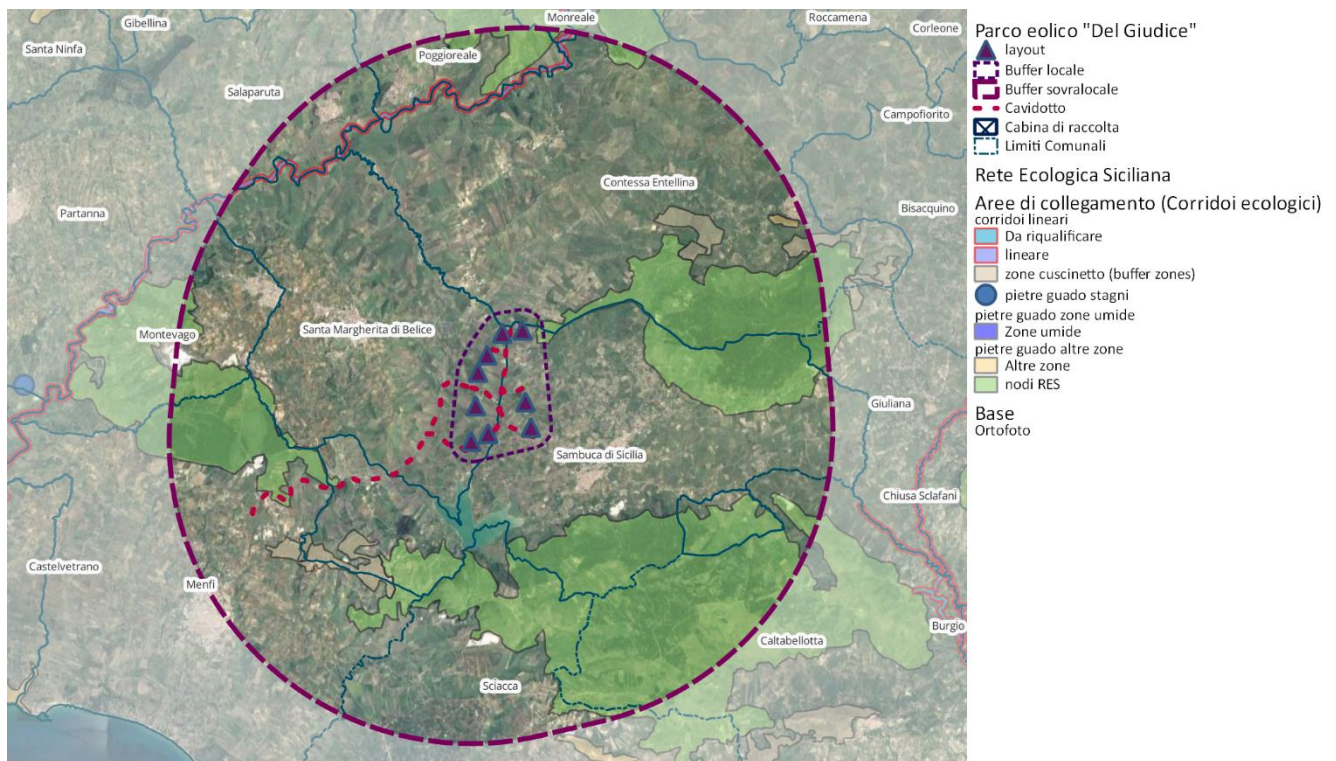 Gibellina
Monreale
Roccamena
Corleone
Santa Ninfa
Poggioreale
Salaparuta
Campofiorito
Contessa Entellina
Partanna
Bisacquino
Montevago
Santa Margherita di Belice
Giuliana
Sambuca di Sicilia
Chiusa Sclafani
Castelvetrano
Menfi
Burgio
Caltabellotta
Sciacca
Parco eolico "Del Giudice"
layout
Buffer locale
Buffer sovralocale
Cavidotto
Cabina di raccolta
Limiti Comunali
Rete Ecologica Siciliana
Aree di collegamento (Corridoi ecologici)
corridoi lineari
Da riqualificare
lineare
zone cuscinetto (buffer zones)
pietre guado stagni
pietre guado zone umide
Zone umide
pietre guado altre zone
Altre zone
nodi RES
Base
Ortofoto